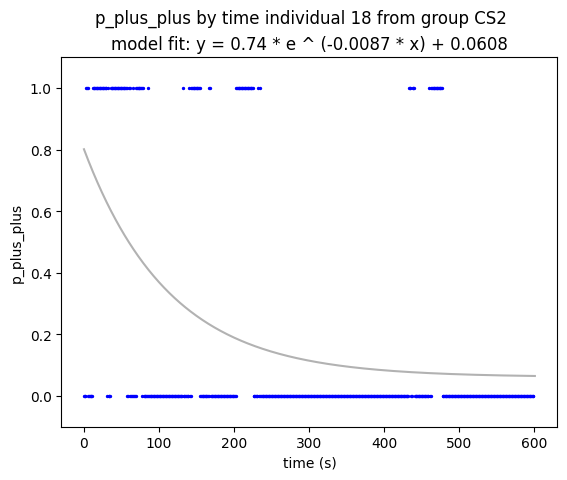 p_plus_plus by time individual 18 from group CS2
model fit: y = 0.74 * e ^ (-0.0087 * x) + 0.0608
1.0
0.8
0.6
0.4
0.2
0.0
p_plus_plus
0 100 200 300 400 500 600
time (s)